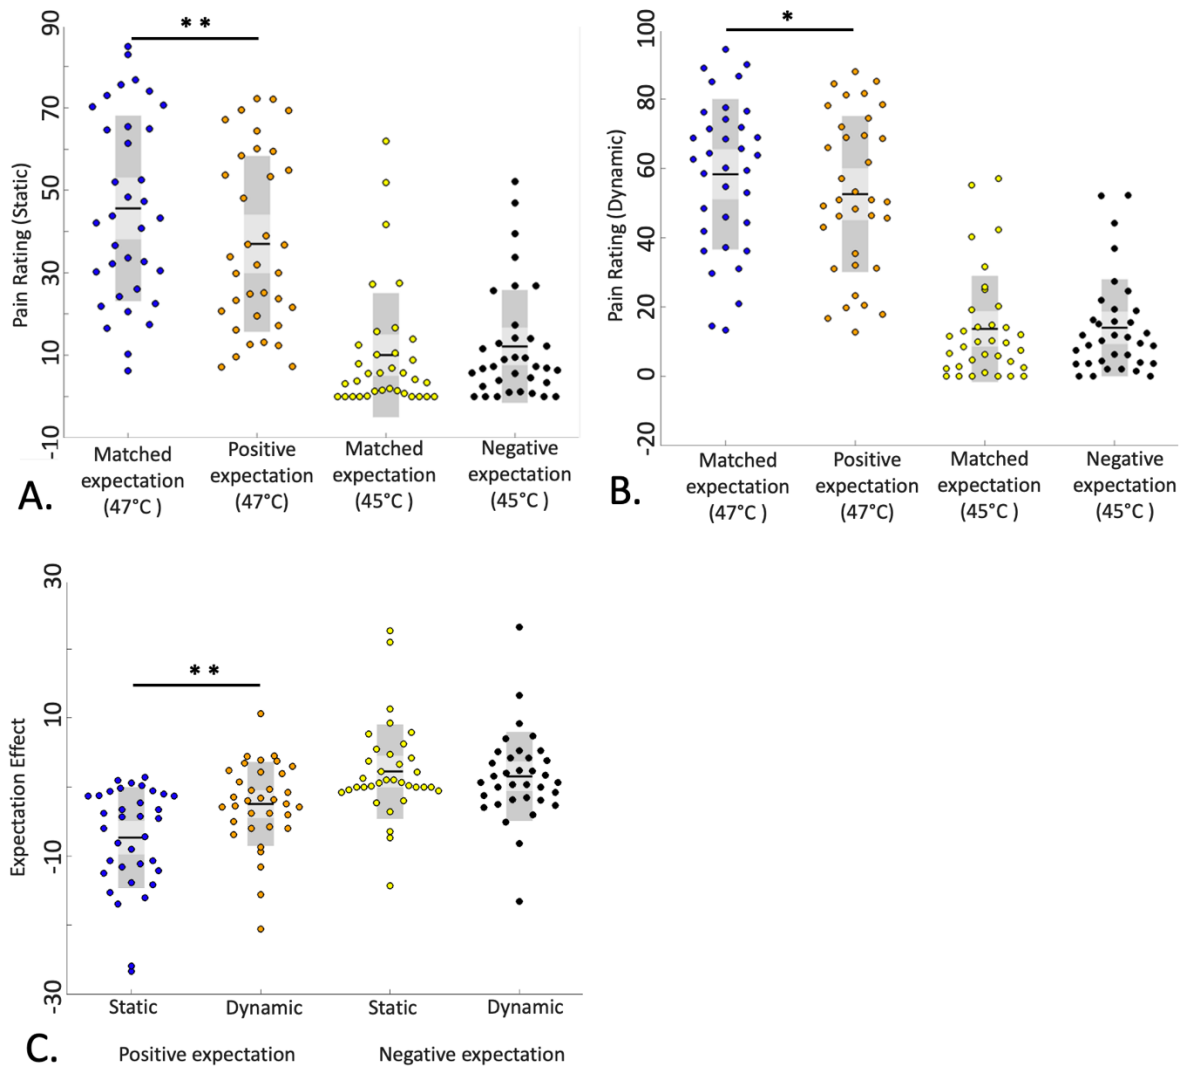 90
70
50
30
10
-10
Pain Rating (Static)
* *
Matched
expectation
(47°C )
Positive
expectation
(47°C)
Matched
expectation
(45°C )
Negative
expectation
(45°C )
A.
100
80
60
40
20
0
-20
Pain Rating (Dynamic)
*
Matched
expectation
(47°C )
Positive
expectation
(47°C)
Matched
expectation
(45°C )
Negative
expectation
(45°C )
B.
30
10
-10
-30
Expectation Effect
* *
Static
Dynamic
Static
Dynamic
Positive expectation
Negative expectation
C.